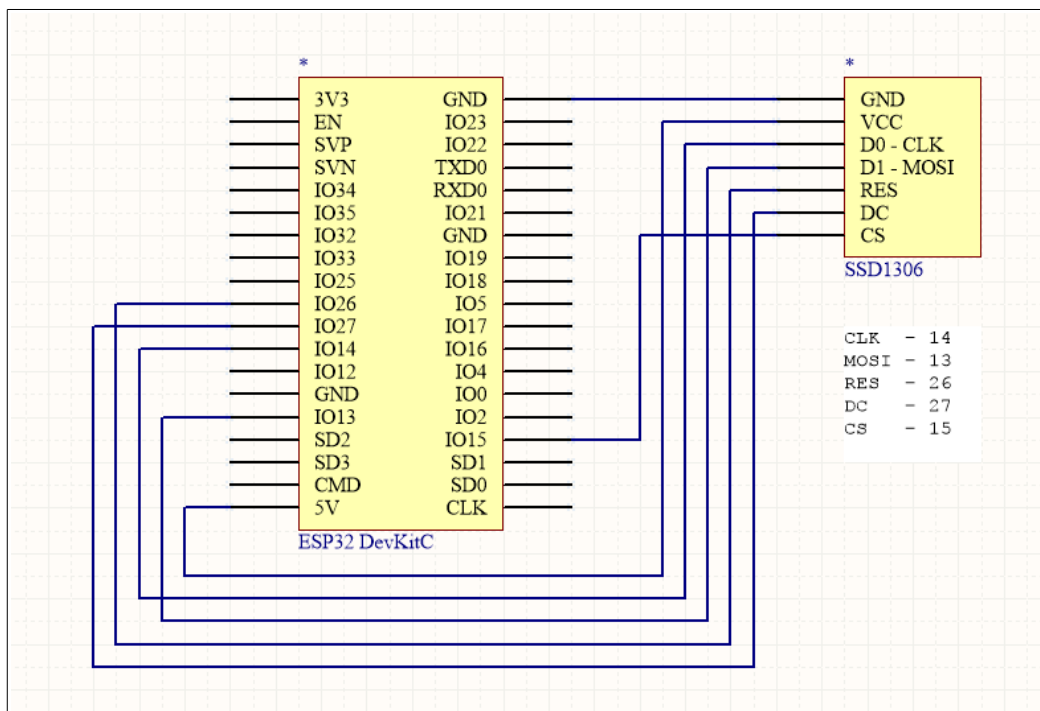 *
3V3 GND
EN IO23
SVP IO22
SVN TXD0
IO34 RXD0
IO35 IO21
IO32 GND
IO33 IO19
IO25 IO18
IO26 IO5
IO27 IO17
IO14 IO16
IO12 IO4
GND IO0
IO13 IO2
SD2 IO15
SD3 SD1
CMD SD0
5V CLK
ESP32 DevKitC
*
GND
VCC
D0 - CLK
D1 - MOSI
RES
DC
CS
SSD1306
CLK - 14
MOSI - 13
RES - 26
DC - 27
CS - 15